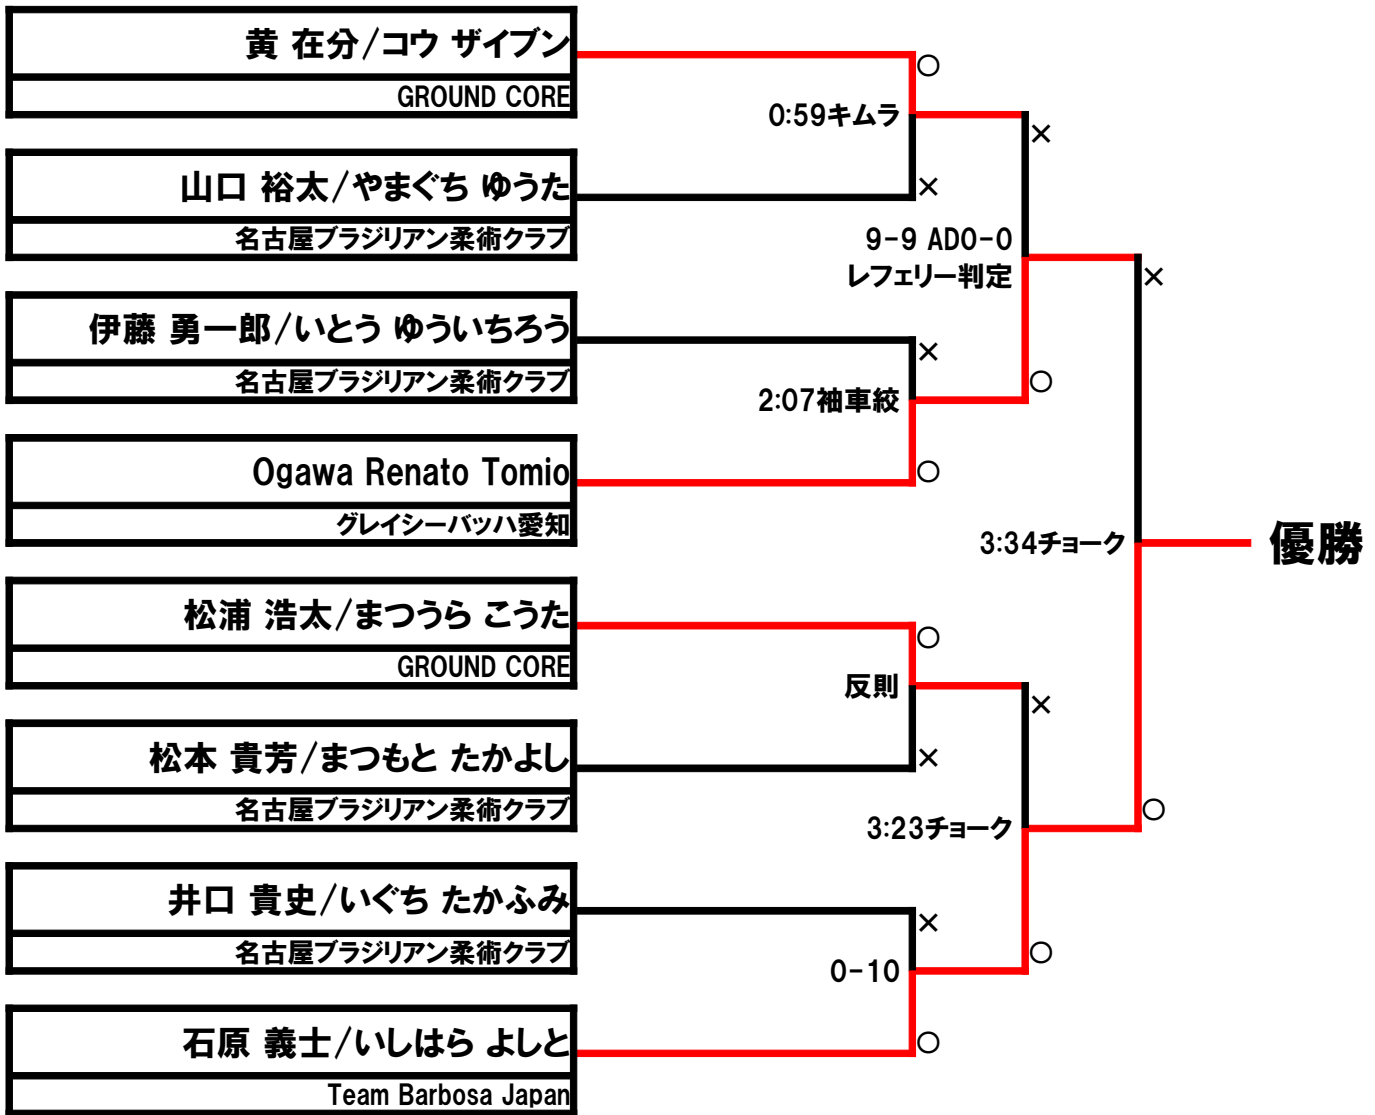 黄 在分/コウ ザイブン
GROUND CORE
山口 裕太/やまぐち ゆうた
名古屋ブラジリアン柔術クラブ
伊藤 勇一郎/いとう ゆういちろう
名古屋ブラジリアン柔術クラブ
Ogawa Renato Tomio
グレイシーバッハ愛知
松浦 浩太/まつうら こうた
GROUND CORE
松本 貴芳/まつもと たかよし
名古屋ブラジリアン柔術クラブ
井口 貴史/いぐち たかふみ
名古屋ブラジリアン柔術クラブ
石原 義士/いしはら よしと
Team Barbosa Japan
○
0:59キムラ
×
×
2:07袖車絞
○
○
反則
×
×
0-10
○
×
9-9 AD0-0
レフェリー判定
○
×
3:23チョーク
○
×
3:34チョーク
○
優勝